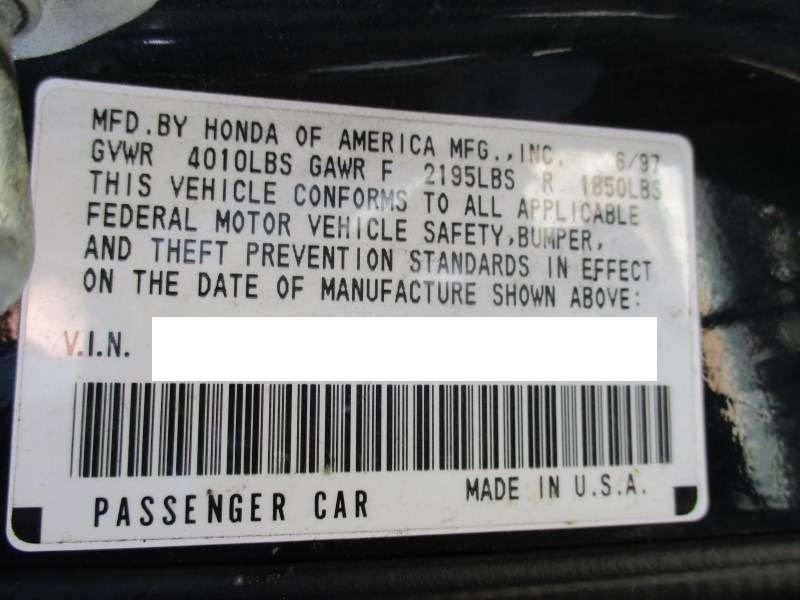 MFD.BY HONDA OF AMERICA MFG.,INC. 6/97
GVWR 4010LBS GAWR F 2195LBS R 1850LBS
THIS VEHICLE CONFORMS TO ALL APPLICABLE
FEDERAL MOTOR VEHICLE SAFETY,BUMPER,
AND THEFT PREVENTION STANDARDS IN EFFECT
ON THE DATE OF MANUFACTURE SHOWN ABOVE:
V.I.N.
PASSENGER CAR MADE IN U.S.A.